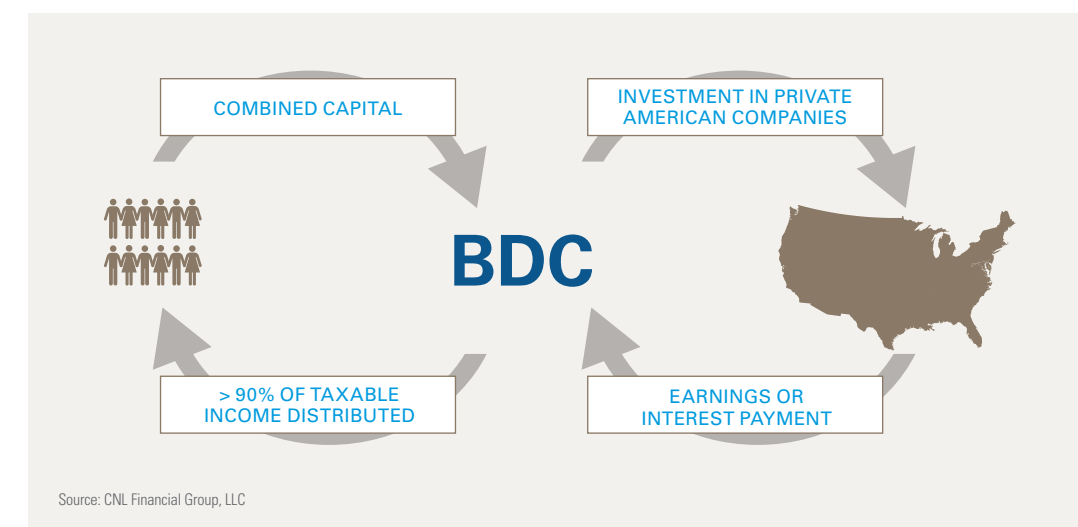 COMBINED CAPITAL
INVESTMENT IN PRIVATE
AMERICAN COMPANIES
BDC
> 90% OF TAXABLE
INCOME DISTRIBUTED
EARNINGS OR
INTEREST PAYMENT
Source: CNL Financial Group, LLC